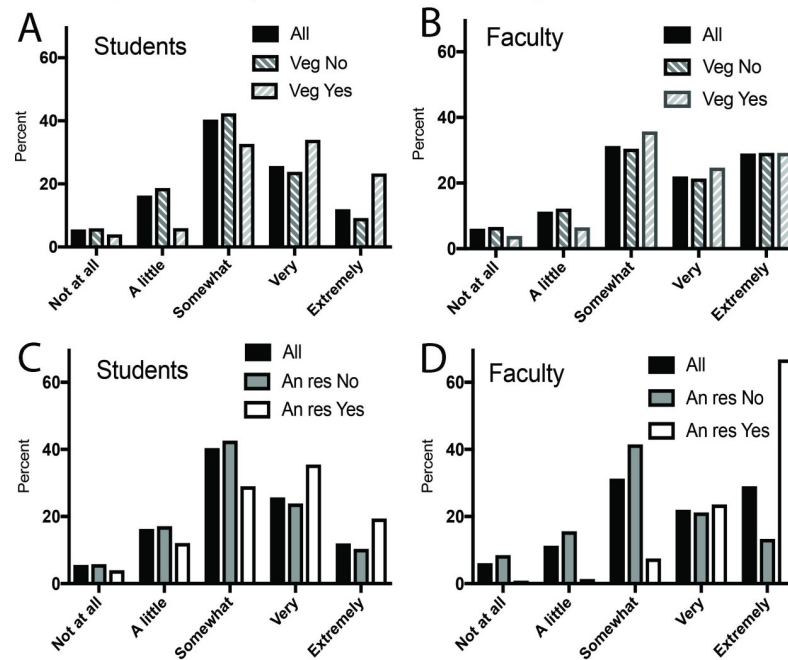 A
Students
All
Veg No
Veg Yes
Percent
60
40
20
0
Not at all
A little
Somewhat
Very
Extremely
B
Faculty
All
Veg No
Veg Yes
Percent
60
40
20
0
Not at all
A little
Somewhat
Very
Extremely
C
Students
All
An res No
An res Yes
Percent
60
40
20
0
Not at all
A little
Somewhat
Very
Extremely
D
Faculty
All
An res No
An res Yes
Percent
60
40
20
0
Not at all
A little
Somewhat
Very
Extremely